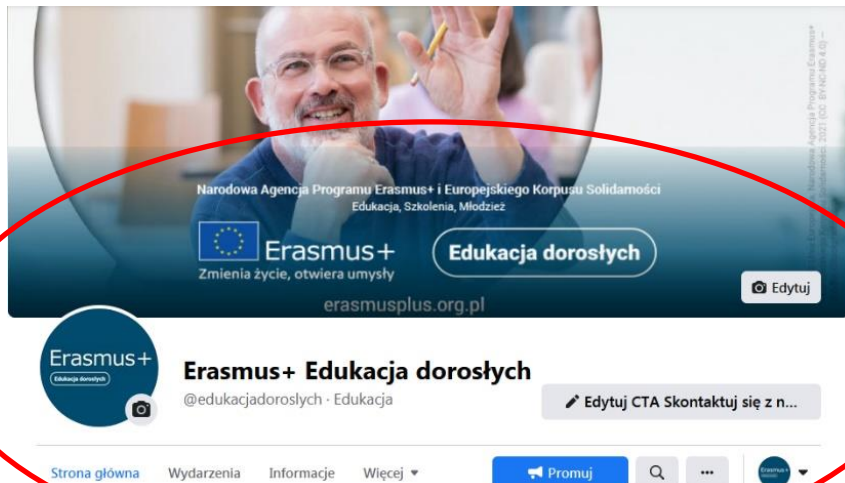 Narodowa Agencja Programu Erasmus+ i Europejskiego Korpusu Solidarności
Edukacja, Szkolenia, Młodzież
Erasmus+
Zmienia życie, otwiera umysły
Edukacja dorosłych
erasmusplus.org.pl
Edytuj
Erasmus+
Edukacja dorosłych
Erasmus+ Edukacja dorosłych
@edukacjadoroslych · Edukacja
Edytuj CTA Skontaktuj się z n...
Strona główna Wydarzenia Informacje Więcej
Promuj
Erasmus+